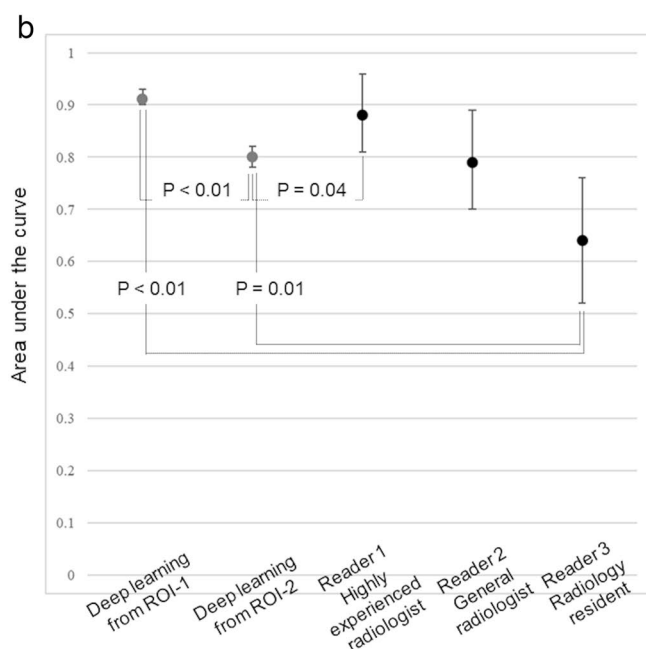 b
1
0.9
0.8
0.7
0.6
0.5
0.4
0.3
0.2
0.1
0
Area under the curve
P < 0.01
P = 0.04
P < 0.01
P = 0.01
Deep learning
from ROI-1
Deep learning
from ROI-2
Reader 1
Highly
experienced
radiologist
Reader 2
General
radiologist
Reader 3
Radiology
resident